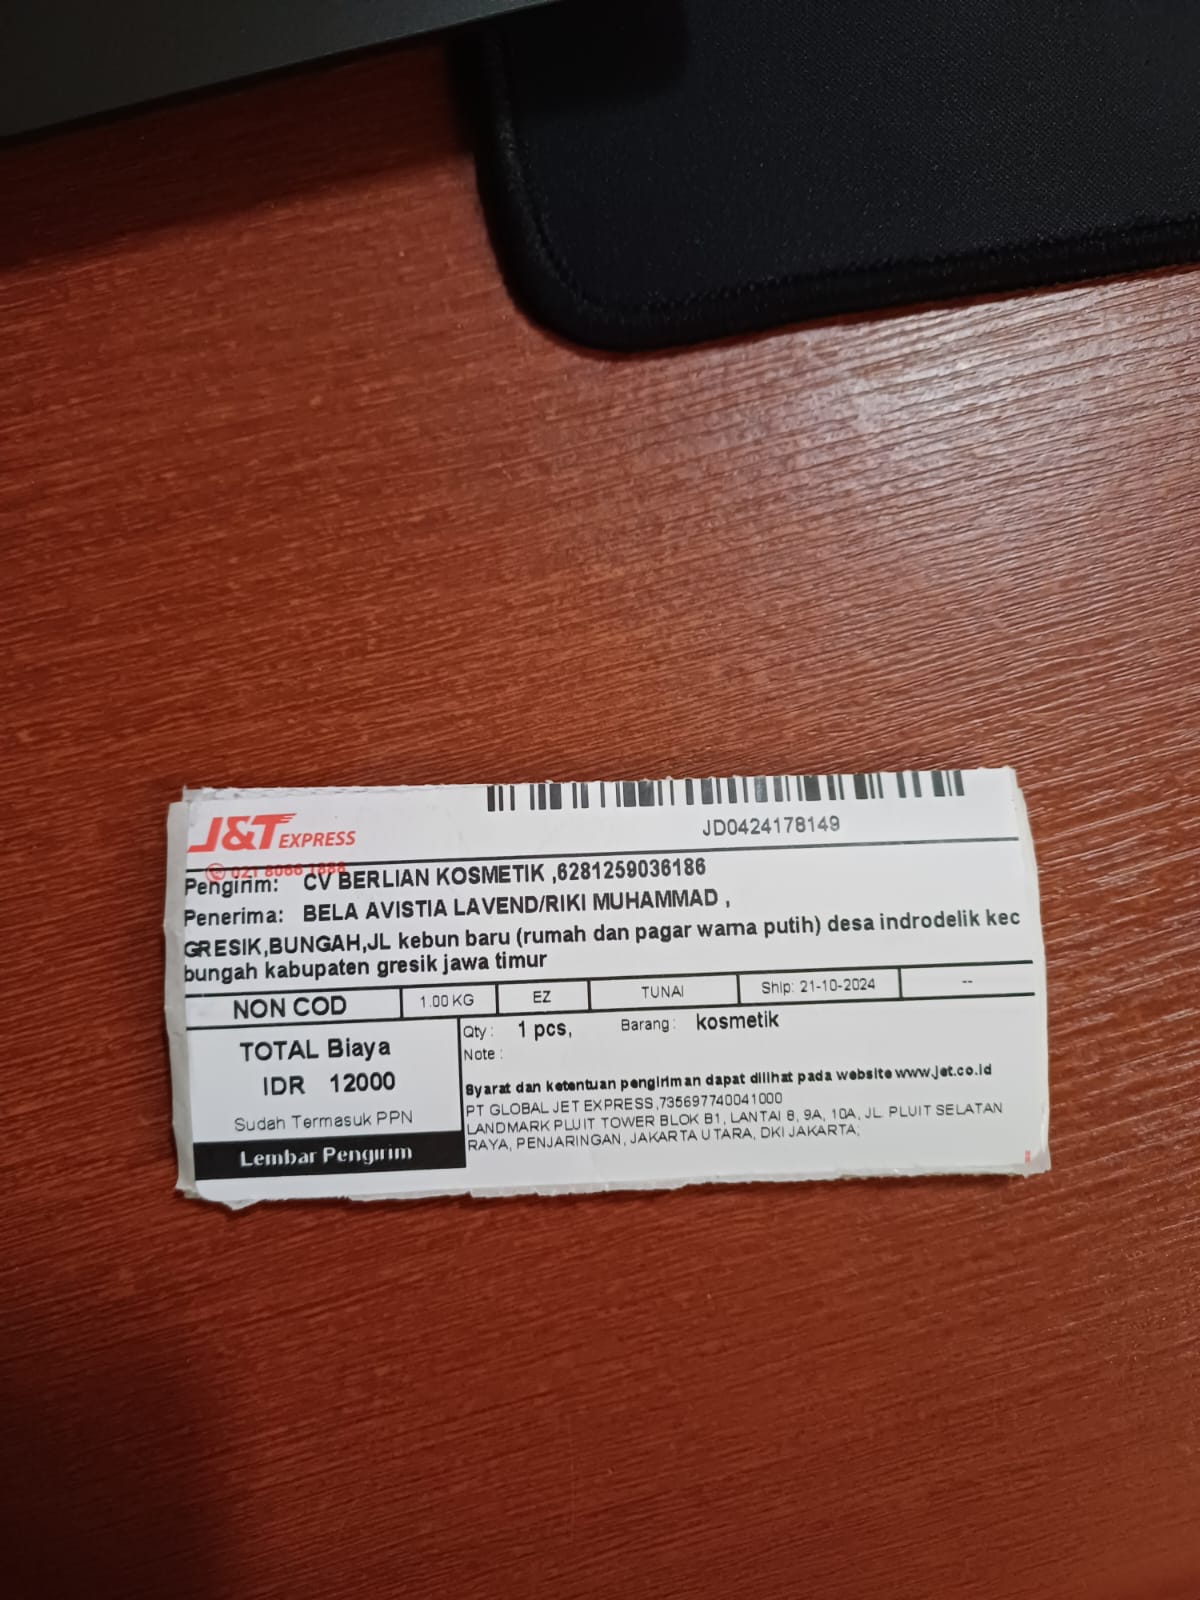 JD0424178149
J&T EXPRESS
021 8066 1888
Pengirim: CV BERLIAN KOSMETIK ,6281259036186
Penerima: BELA AVISTIA LAVEND/RIKI MUHAMMAD ,
GRESIK,BUNGAH,JL kebun baru (rumah dan pagar warna putih) desa indrodelik kec
bungah kabupaten gresik jawa timur
NON COD 1.00 KG EZ TUNAI Ship: 21-10-2024 --
TOTAL Biaya
IDR 12000
Sudah Termasuk PPN
Lembar Pengirim
Qty : 1 pcs, Barang : kosmetik
Note :
Syarat dan ketentuan pengiriman dapat dilihat pada website www.jet.co.id
PT GLOBAL JET EXPRESS,735697740041000
LANDMARK PLUIT TOWER BLOK B1, LANTAI 8, 9A, 10A, JL. PLUIT SELATAN
RAYA, PENJARINGAN, JAKARTA UTARA, DKI JAKARTA;